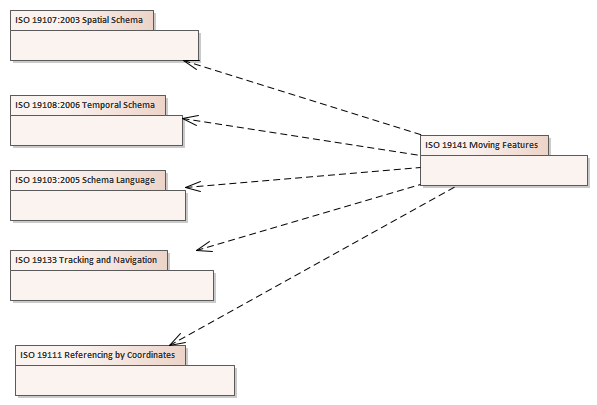 ISO 19107:2003 Spatial Schema
ISO 19108:2006 Temporal Schema
ISO 19141 Moving Features
ISO 19103:2005 Schema Language
ISO 19133 Tracking and Navigation
ISO 19111 Referencing by Coordinates